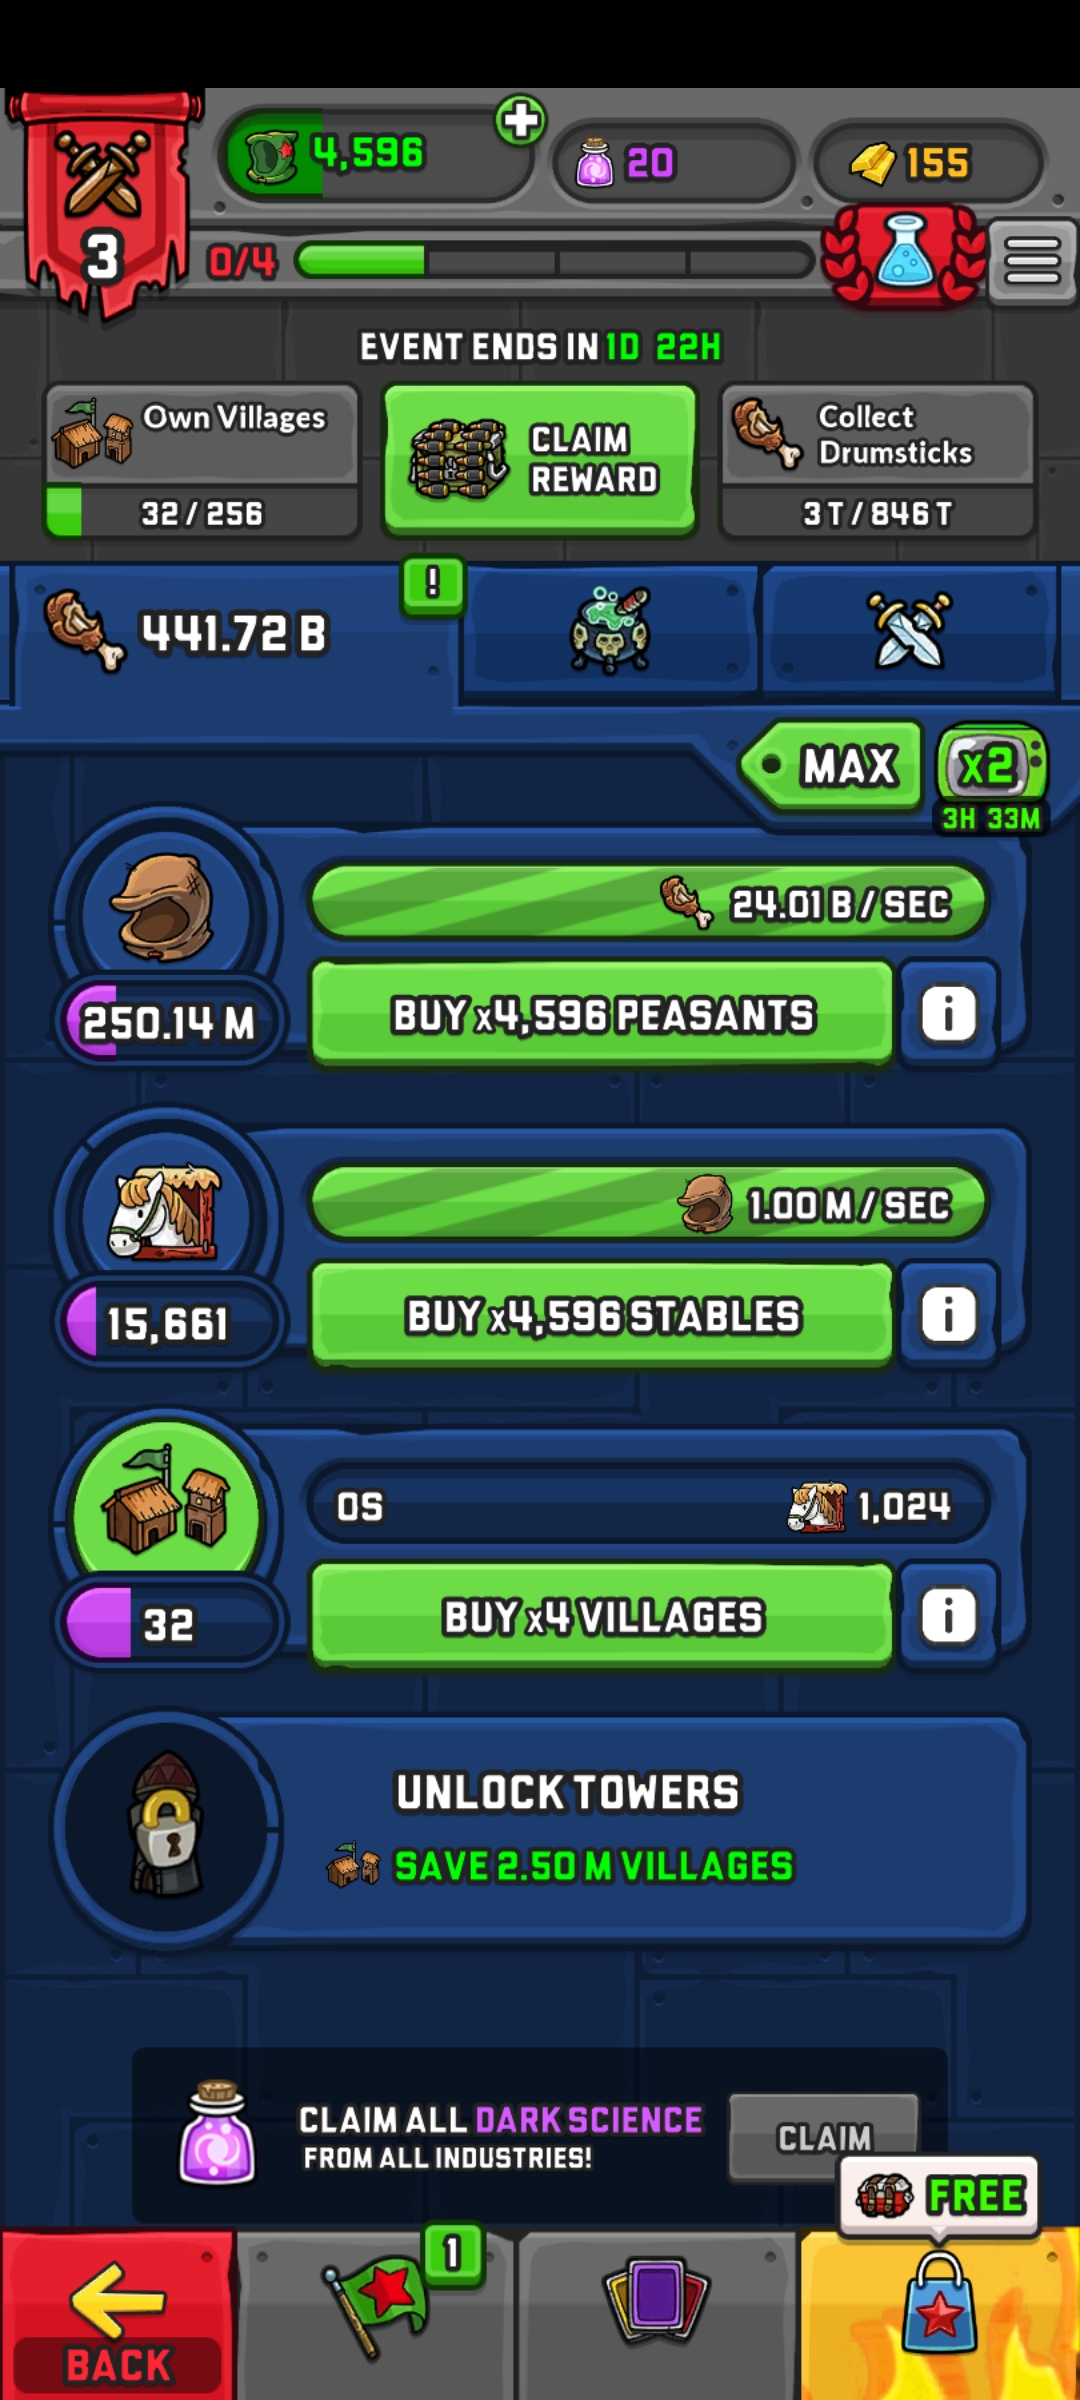 4,596
20
155
3
0/4
EVENT ENDS IN 1D 22H
Own Villages
32 / 256
CLAIM
REWARD
Collect
Drumsticks
3 T / 846 T
441.72 B
!
MAX
x2
3H 33M
24.01 B / SEC
250.14 M
BUY x4,596 PEASANTS
i
1.00 M / SEC
15,661
BUY x4,596 STABLES
i
0S
1,024
32
BUY x4 VILLAGES
i
UNLOCK TOWERS
SAVE 2.50 M VILLAGES
CLAIM ALL DARK SCIENCE
FROM ALL INDUSTRIES!
CLAIM
FREE
1
BACK